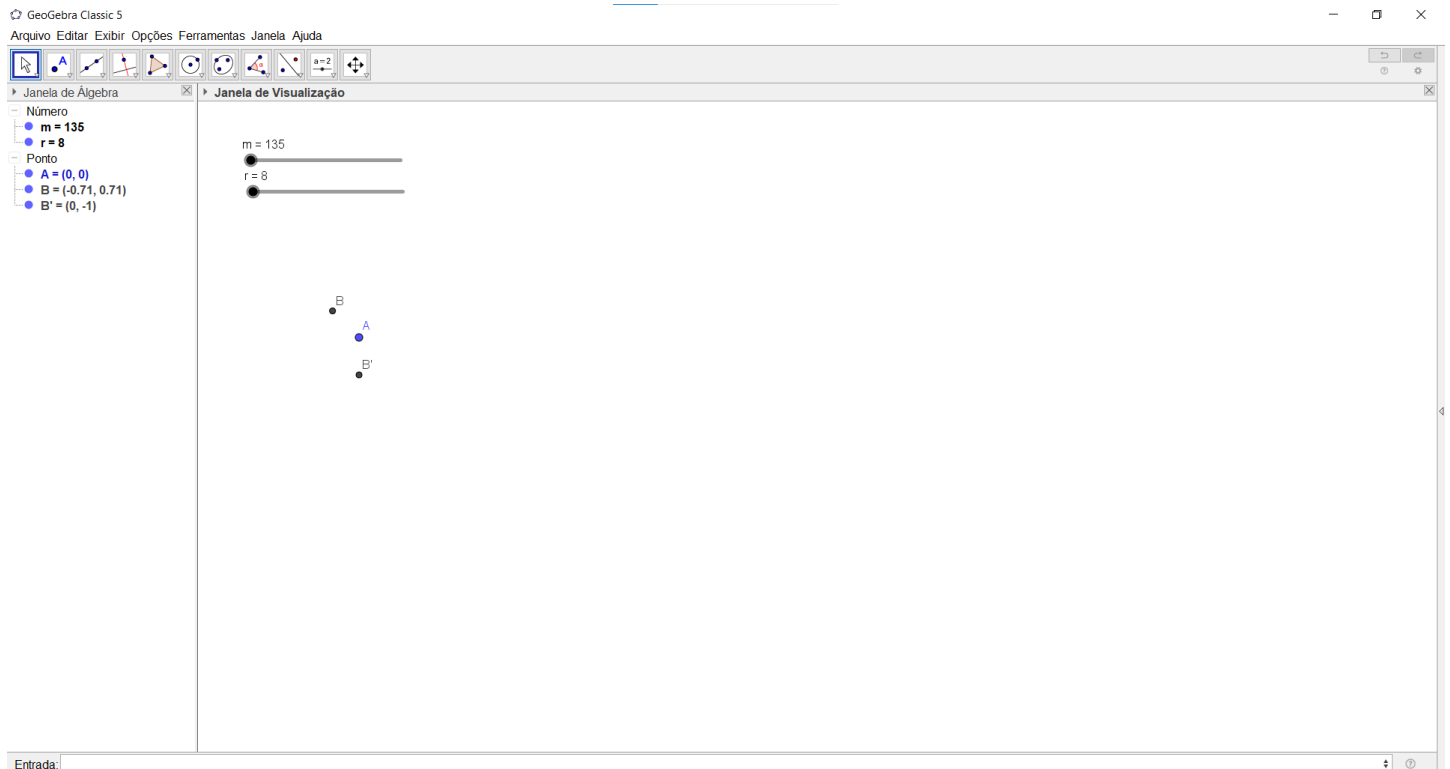 GeoGebra Classic 5
Arquivo Editar Exibir Opções Ferramentas Janela Ajuda
A
a=2
Janela de Álgebra
Janela de Visualização
Número
m = 135
r = 8
Ponto
A = (0, 0)
B = (-0.71, 0.71)
B' = (0, -1)
m = 135
r = 8
B
A
B'
Entrada: